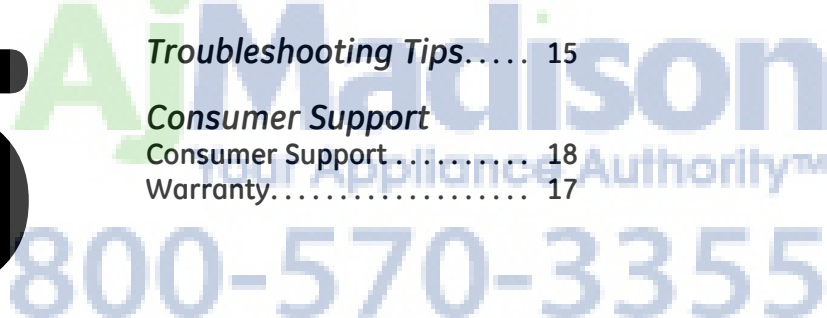 AjMadison
Troubleshooting Tips..... 15
Consumer Support
Consumer Support........... 18
Your Appliance Authority™
Warranty.................... 17
800-570-3355